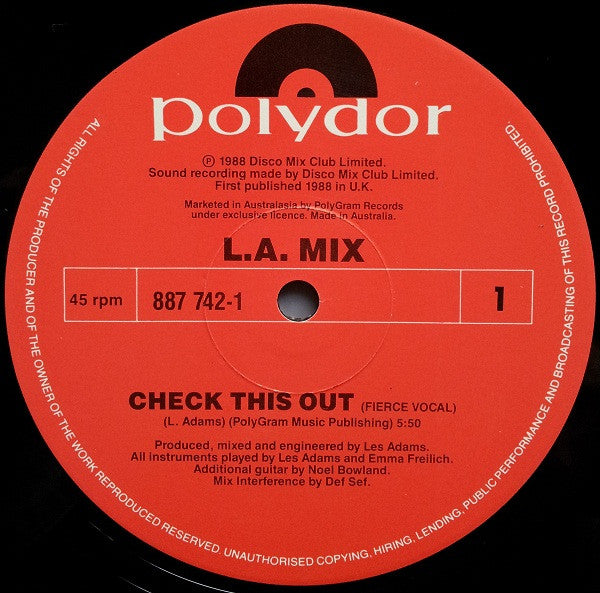 polydor
℗ 1988 Disco Mix Club Limited.
Sound recording made by Disco Mix Club Limited.
First published 1988 in U.K.
Marketed in Australasia by PolyGram Records
under exclusive licence. Made in Australia.
L.A. MIX
45 rpm 887 742-1 1
CHECK THIS OUT (FIERCE VOCAL)
(L. Adams) (PolyGram Music Publishing) 5:50
Produced, mixed and engineered by Les Adams.
All instruments played by Les Adams and Emma Freilich.
Additional guitar by Noel Bowland.
Mix Interference by Def Sef.
ALL RIGHTS OF THE PRODUCER AND OF THE OWNER OF THE WORK REPRODUCED RESERVED. UNAUTHORISED COPYING, HIRING, LENDING, PUBLIC PERFORMANCE AND BROADCASTING OF THIS RECORD PROHIBITED.